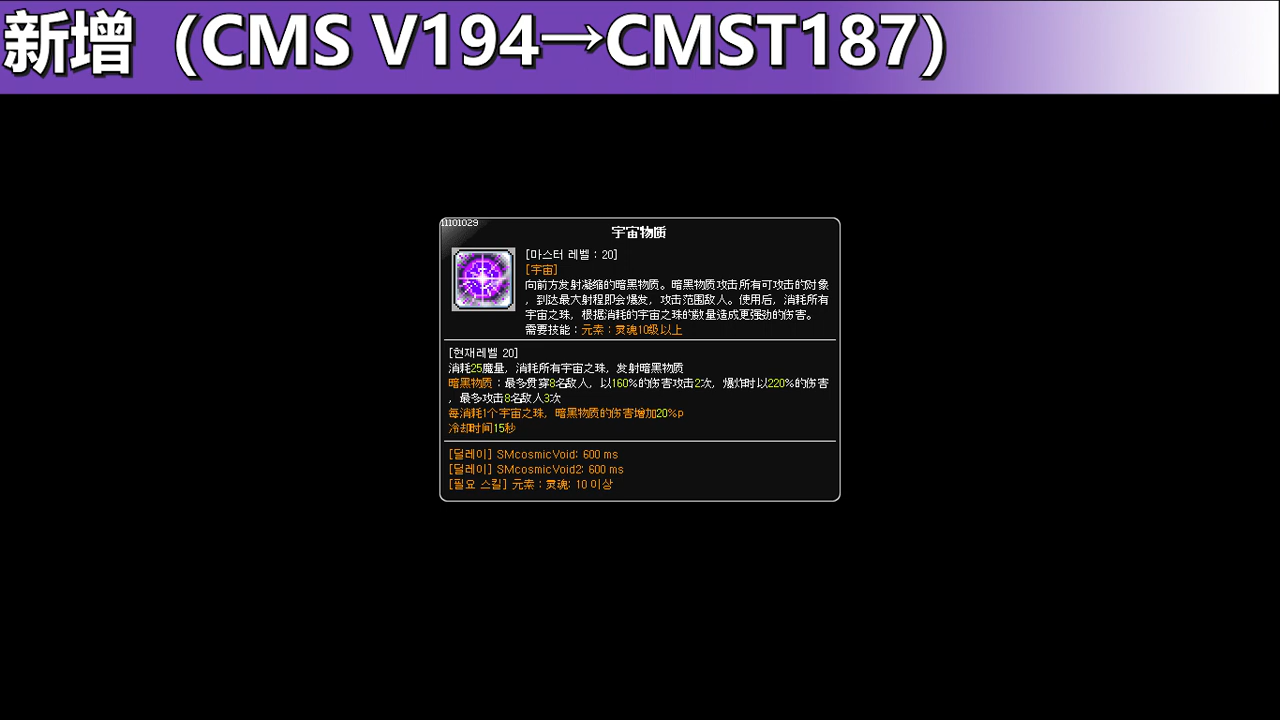 新增（CMS V194→CMST187）
11101029
宇宙物质
[마스터 레벨 : 20]
[宇宙]
向前方发射凝缩的暗黑物质。暗黑物质攻击所有可攻击的对象
，到达最大射程即会爆发，攻击范围敌人。使用后，消耗所有
宇宙之珠，根据消耗的宇宙之珠的数量造成更强劲的伤害。
需要技能：元素：灵魂10级以上
[현재레벨 20]
消耗25魔量，消耗所有宇宙之珠，发射暗黑物质
暗黑物质：最多贯穿8名敌人，以160%的伤害攻击2次，爆炸时以220%的伤害
，最多攻击8名敌人3次
每消耗1个宇宙之珠，暗黑物质的伤害增加20%p
冷却时间15秒
[딜레이] SMcosmicVoid: 600 ms
[딜레이] SMcosmicVoid2: 600 ms
[필요 스킬] 元素：灵魂: 10 이상